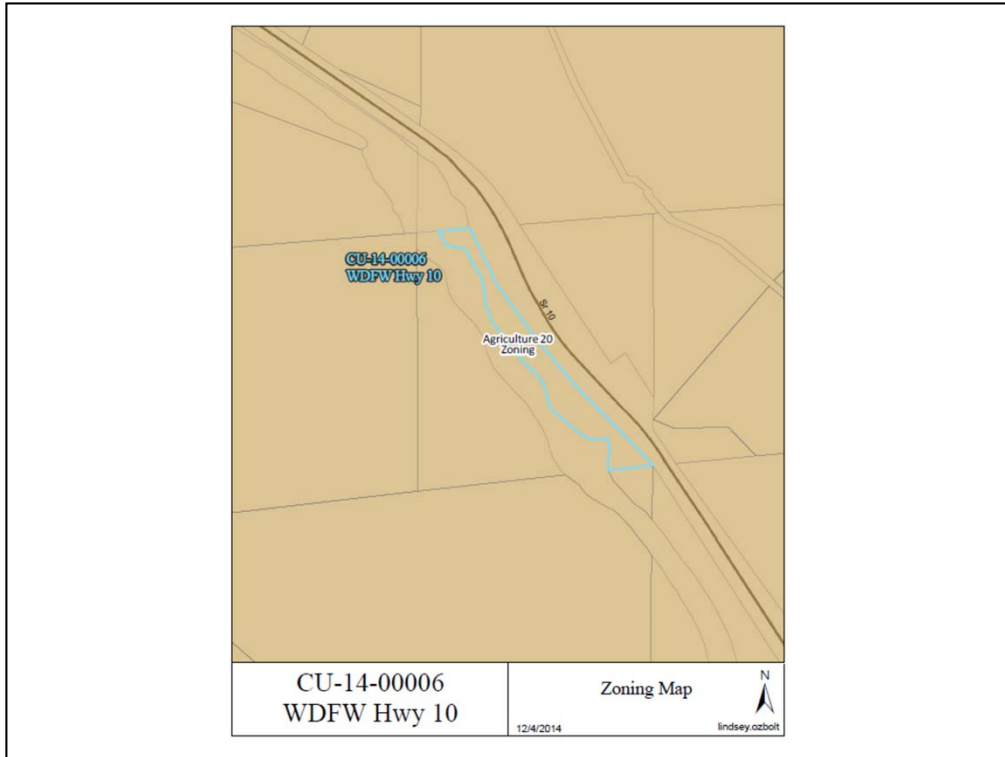 CU-14-00006
WDFW Hwy 10
Sr 10
Agriculture 20
Zoning
CU-14-00006
WDFW Hwy 10
Zoning Map
N
12/4/2014
lindsey.ozbolt